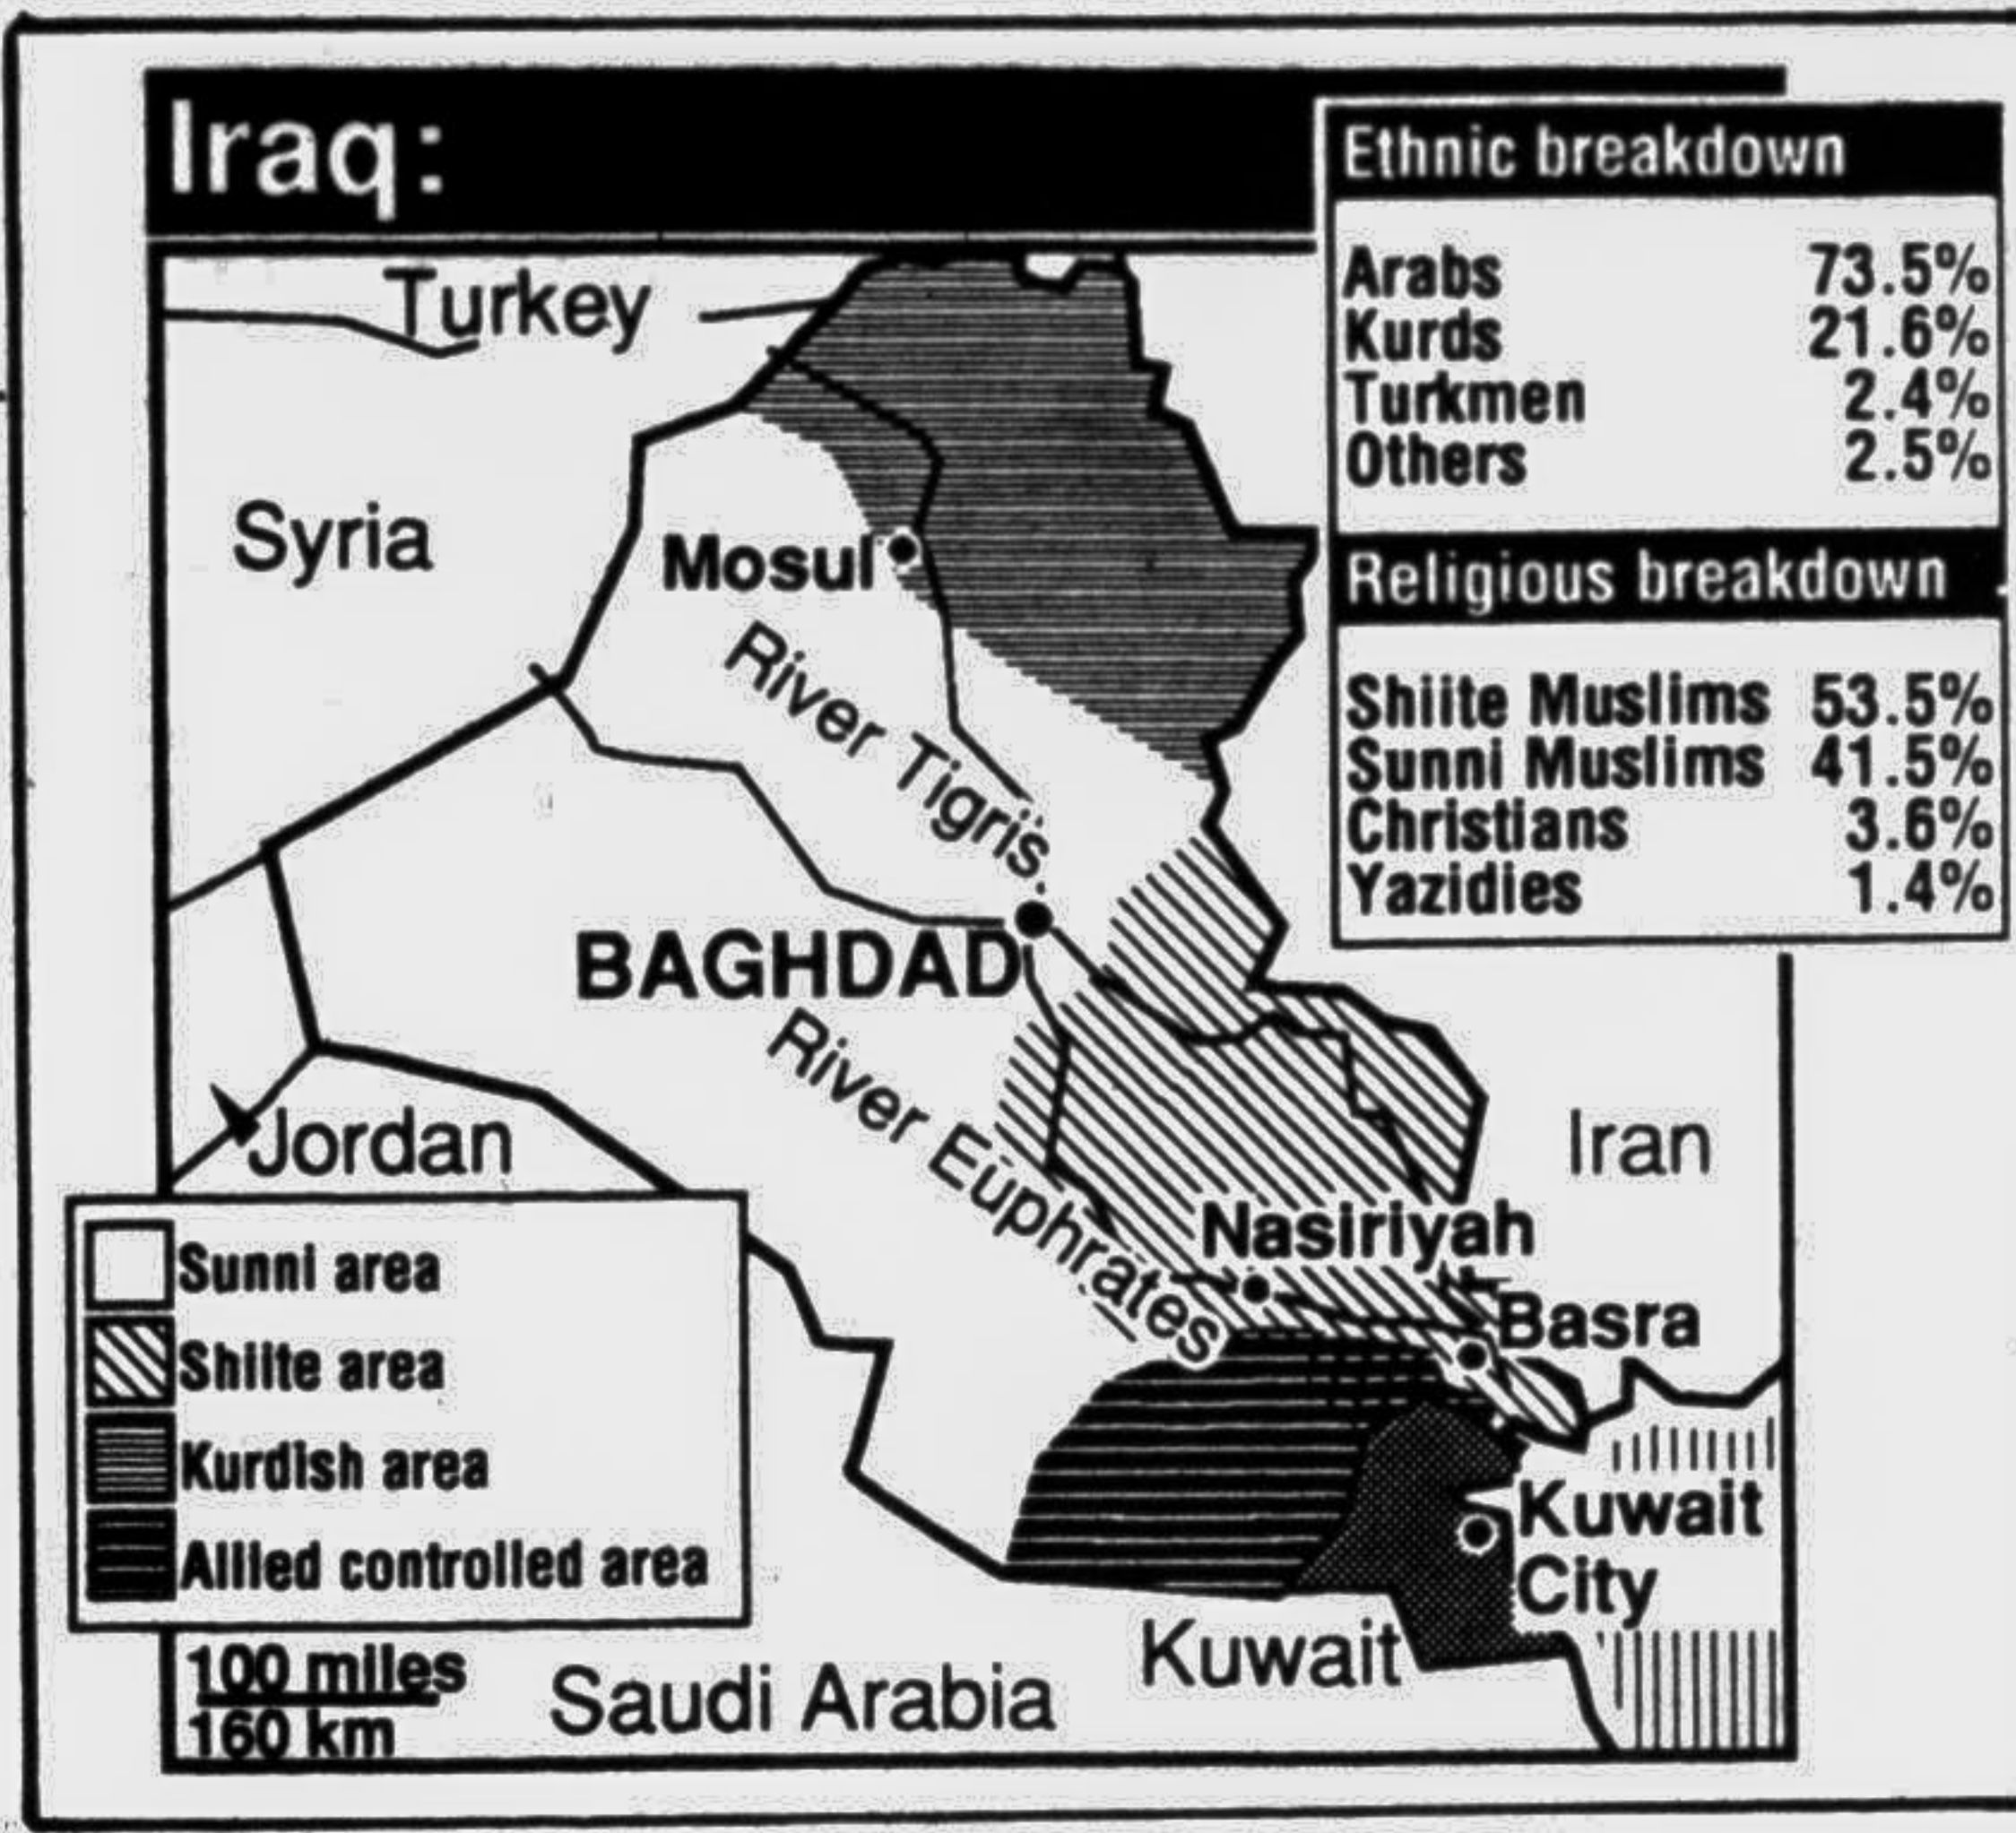 Iraq:
Ethnic breakdown
Arabs 73.5%
Kurds 21.6%
Turkmen 2.4%
Others 2.5%
Religious breakdown
Shiite Muslims 53.5%
Sunni Muslims 41.5%
Christians 3.6%
Yazidies 1.4%
Turkey
Syria
Mosul
River Tigris
BAGHDAD
River Euphrates
Jordan
Iran
Nasiriyah
Basra
Sunni area
Shiite area
Kurdish area
Allied controlled area
Kuwait
City
Kuwait
Saudi Arabia
100 miles
160 km